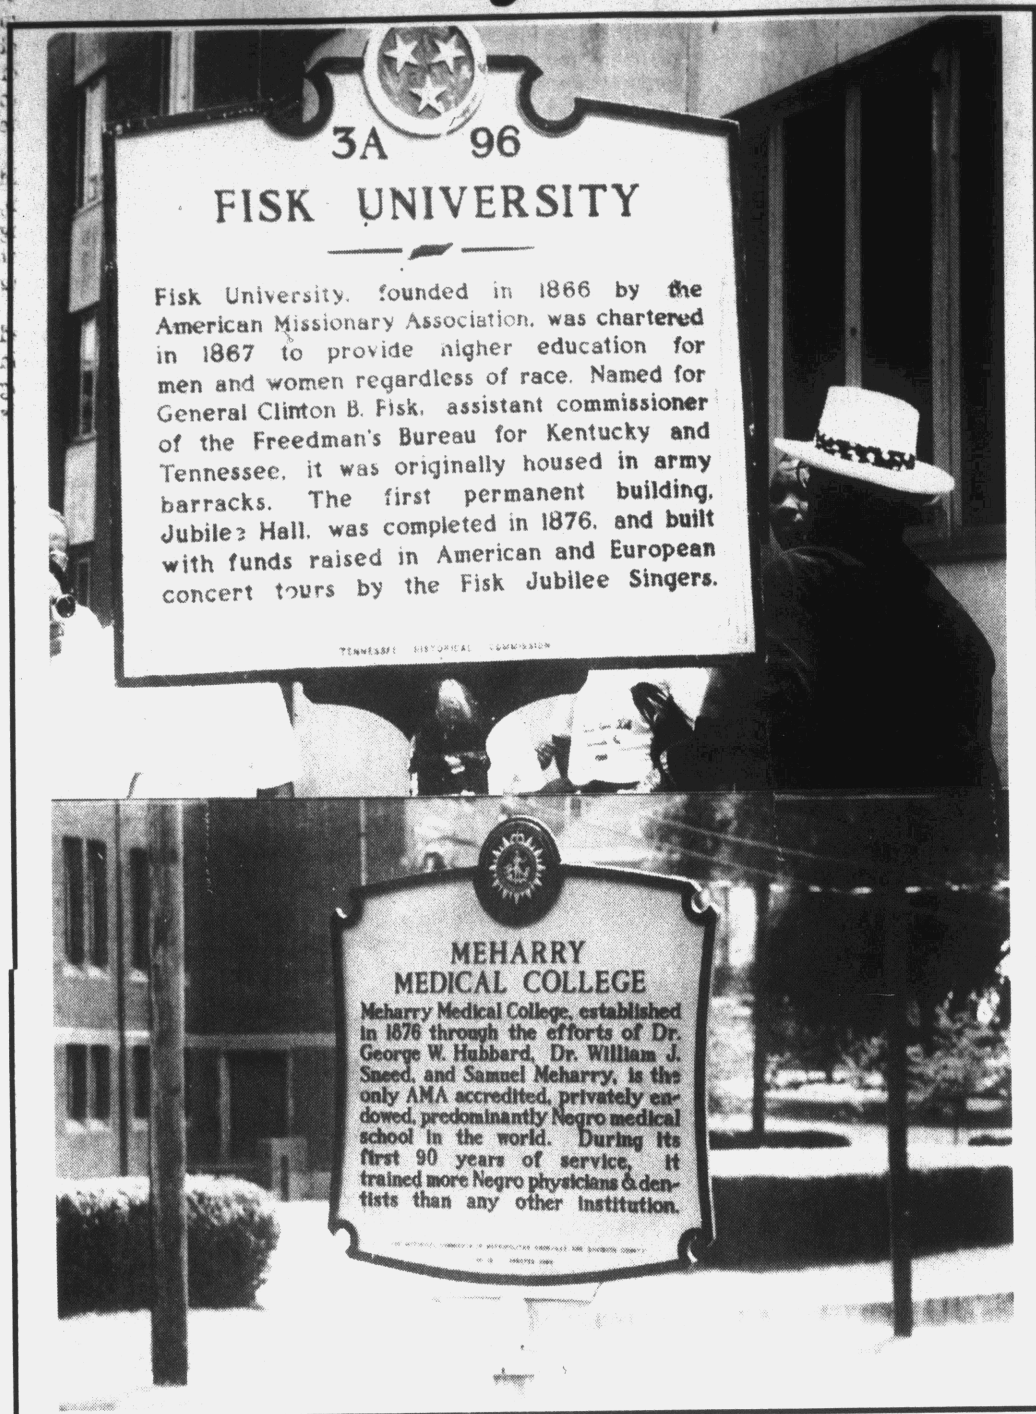 3A 96
FISK UNIVERSITY
Fisk University, founded in 1866 by the
American Missionary Association, was chartered
in 1867 to provide higher education for
men and women regardless of race. Named for
General Clinton B. Fisk, assistant commissioner
of the Freedman's Bureau for Kentucky and
Tennessee, it was originally housed in army
barracks. The first permanent building,
Jubilee Hall, was completed in 1876, and built
with funds raised in American and European
concert tours by the Fisk Jubilee Singers.
TENNESSEE HISTORICAL COMMISSION
MEHARRY
MEDICAL COLLEGE
Meharry Medical College, established
in 1876 through the efforts of Dr.
George W. Hubbard, Dr. William J.
Sneed, and Samuel Meharry, is the
only AMA accredited, privately en-
dowed, predominantly Negro medical
school in the world. During its
first 90 years of service, it
trained more Negro physicians & den-
tists than any other institution.